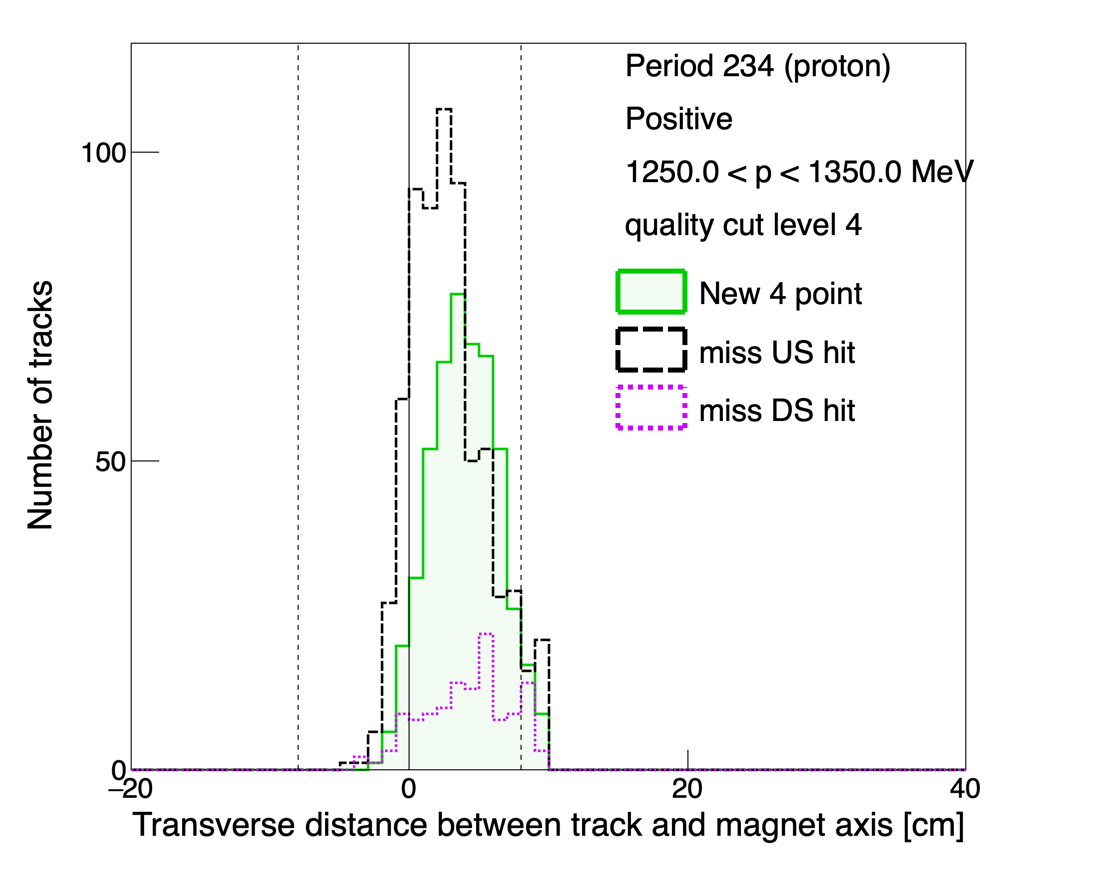 Period 234 (proton)
Positive
1250.0 < p < 1350.0 MeV
quality cut level 4
New 4 point
miss US hit
miss DS hit
Number of tracks
100
50
0
−20
0
20
40
Transverse distance between track and magnet axis [cm]